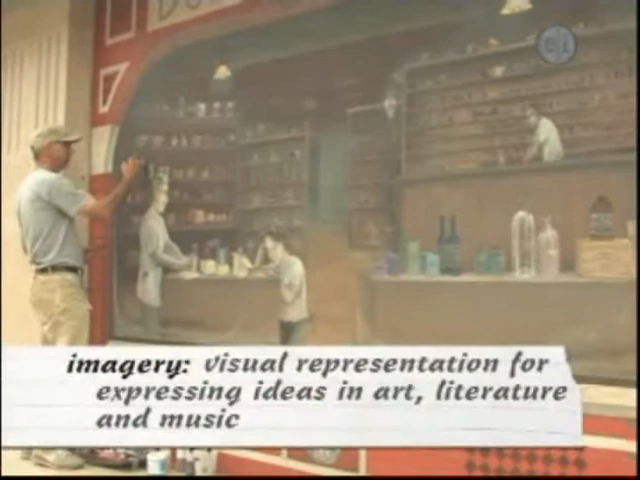 imagery: visual representation for
expressing ideas in art, literature
and music